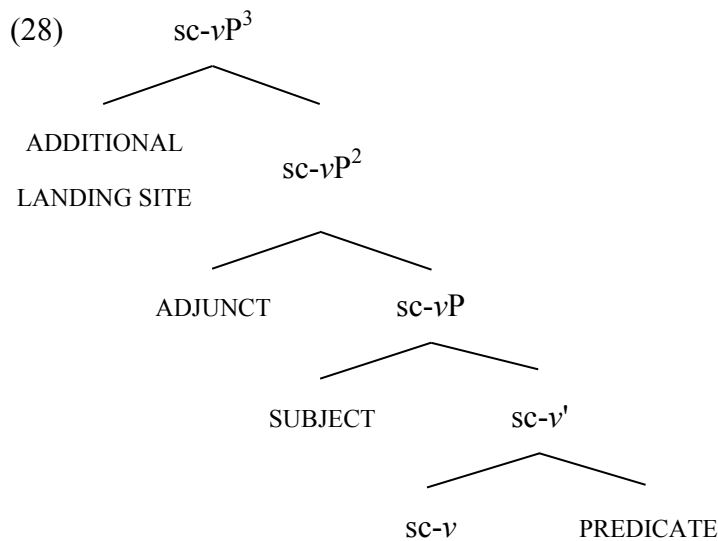 (28) sc-vP³
ADDITIONAL
LANDING SITE
sc-vP²
ADJUNCT sc-vP
SUBJECT sc-v'
sc-v PREDICATE